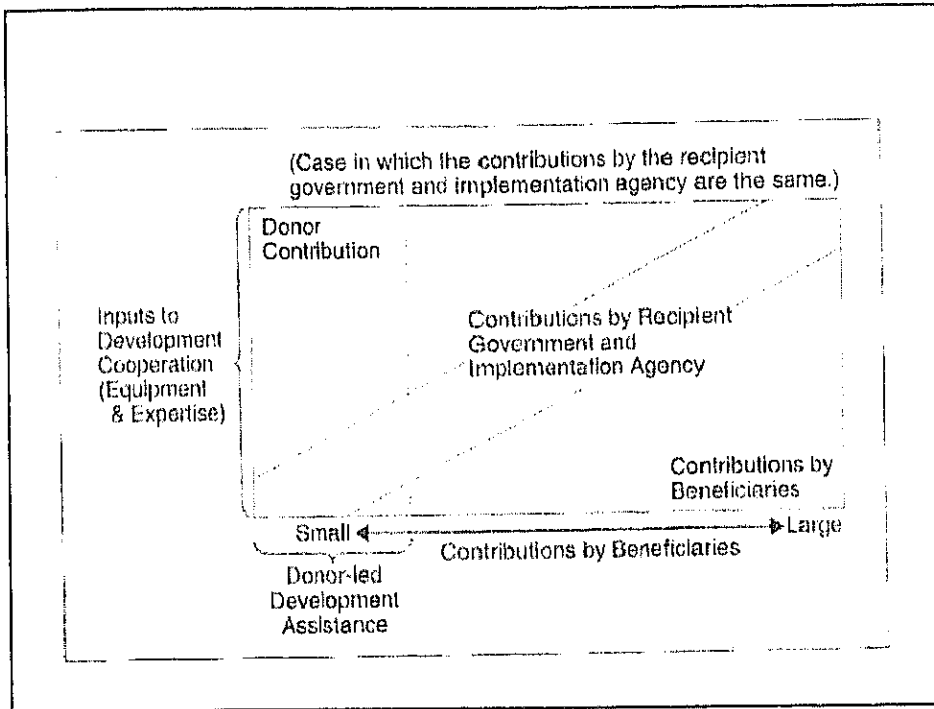 (Case in which the contributions by the recipient
government and implementation agency are the same.)
Donor
Contribution
Inputs to
Development
Cooperation
(Equipment
& Expertise)
Contributions by Recipient
Government and
Implementation Agency
Contributions by
Beneficiaries
Small
Large
Contributions by Beneficiaries
Donor-led
Development
Assistance